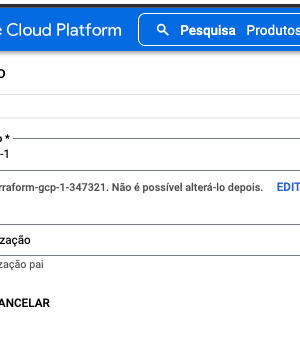 Cloud Platform
Pesquisa Produtos
O
o *
-1
rraform-gcp-1-347321. Não é possível alterá-lo depois. EDIT
zação
zação pai
ANCELAR